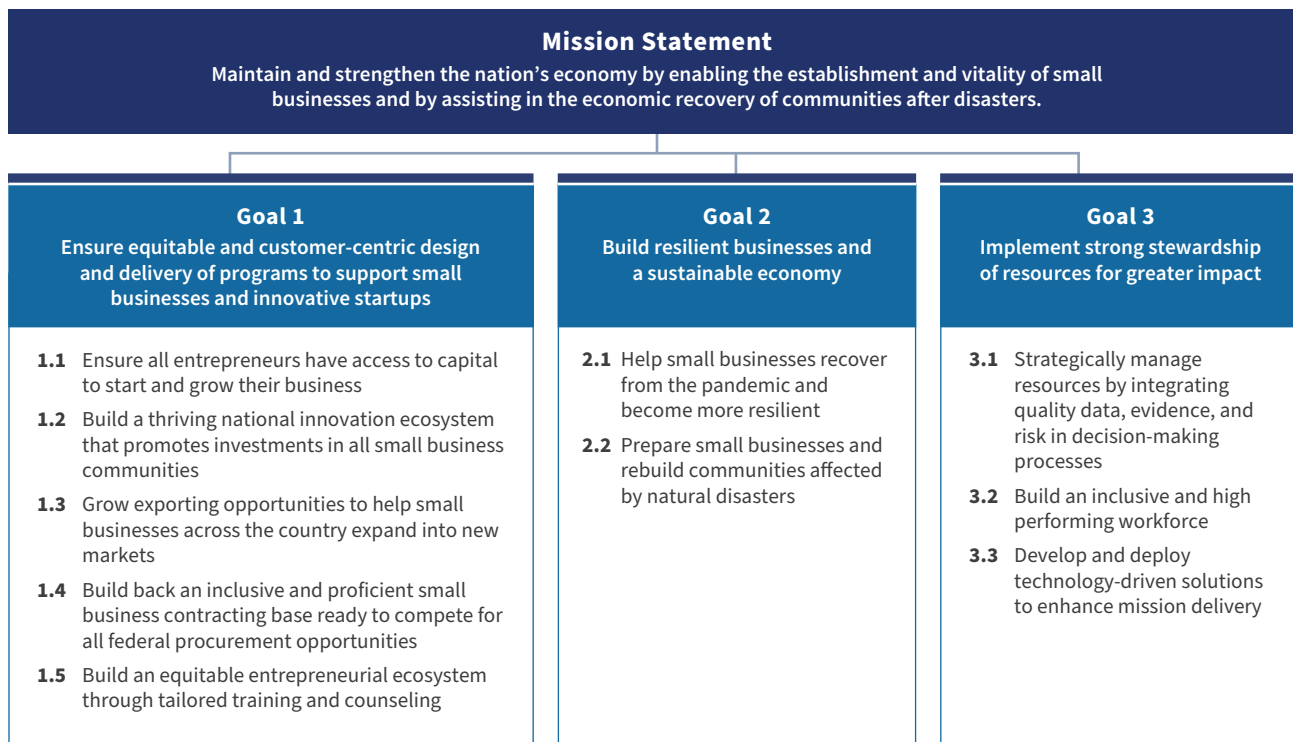 Mission Statement
Maintain and strengthen the nation's economy by enabling the establishment and vitality of small
businesses and by assisting in the economic recovery of communities after disasters.
Goal 1
Ensure equitable and customer-centric design
and delivery of programs to support small
businesses and innovative startups
1.1 Ensure all entrepreneurs have access to capital
to start and grow their business
1.2 Build a thriving national innovation ecosystem
that promotes investments in all small business
communities
1.3 Grow exporting opportunities to help small
businesses across the country expand into new
markets
1.4 Build back an inclusive and proficient small
business contracting base ready to compete for
all federal procurement opportunities
1.5 Build an equitable entrepreneurial ecosystem
through tailored training and counseling
Goal 2
Build resilient businesses and
a sustainable economy
2.1 Help small businesses recover
from the pandemic and
become more resilient
2.2 Prepare small businesses and
rebuild communities affected
by natural disasters
Goal 3
Implement strong stewardship
of resources for greater impact
3.1 Strategically manage
resources by integrating
quality data, evidence, and
risk in decision-making
processes
3.2 Build an inclusive and high
performing workforce
3.3 Develop and deploy
technology-driven solutions
to enhance mission delivery